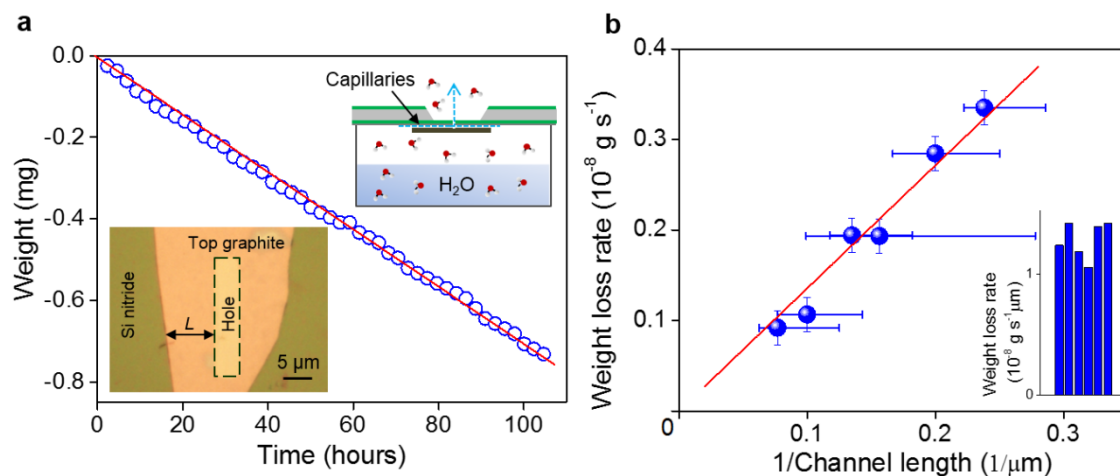 a
Weight (mg)
0.0
-0.2
-0.4
-0.6
-0.8
0
20
40
60
80
100
Time (hours)
Capillaries
H₂O
Si nitride
Top graphite
L
Hole
5 μm
b
Weight loss rate (10⁻⁸ g s⁻¹)
0.4
0.3
0.2
0.1
0
0.1
0.2
0.3
1/Channel length (1/μm)
Weight loss rate
(10⁻⁸ g s⁻¹μm)
1